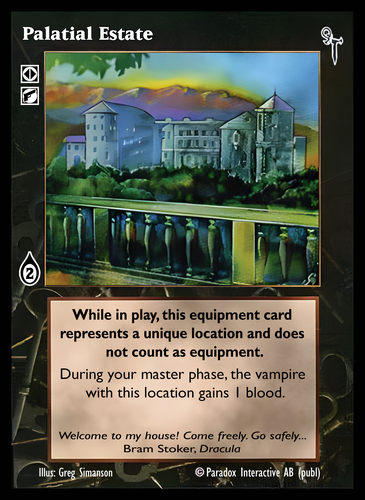 Palatial Estate
2
While in play, this equipment card
represents a unique location and does
not count as equipment.
During your master phase, the vampire
with this location gains 1 blood.
Welcome to my house! Come freely. Go safely...
Bram Stoker, Dracula
Illus: Greg Simanson © Paradox Interactive AB (publ)